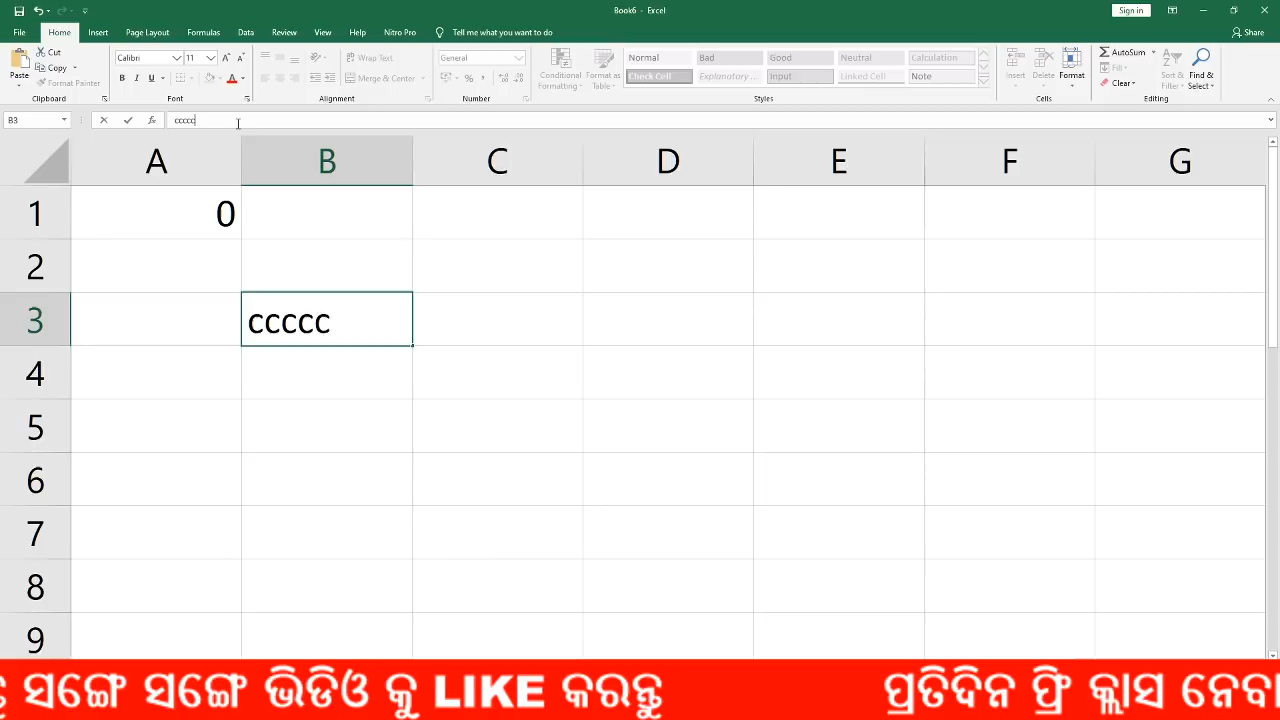 Book6 - Excel
Sign in
File Home Insert Page Layout Formulas Data Review View Help Nitro Pro Tell me what you want to do Share
Paste Cut Copy Format Painter Clipboard
Calibri 11 B I U A Font
Wrap Text Merge & Center Alignment
General % Number
Conditional Formatting Format as Table
Normal Bad Good Neutral Calculation
Check Cell Explanatory... Input Linked Cell Note
Styles
Insert Delete Format Cells
AutoSum Fill Clear Sort & Filter Find & Select Editing
B3 fx ccccc
A B C D E F G
1 0
2
3 ccccc
4
5
6
7
8
9
ସଙ୍ଗେ ସଙ୍ଗେ ଭିଡିଓ କୁ LIKE କରନ୍ତୁ ପ୍ରତିଦିନ ଫ୍ରି କ୍ଲାସ ନେବା